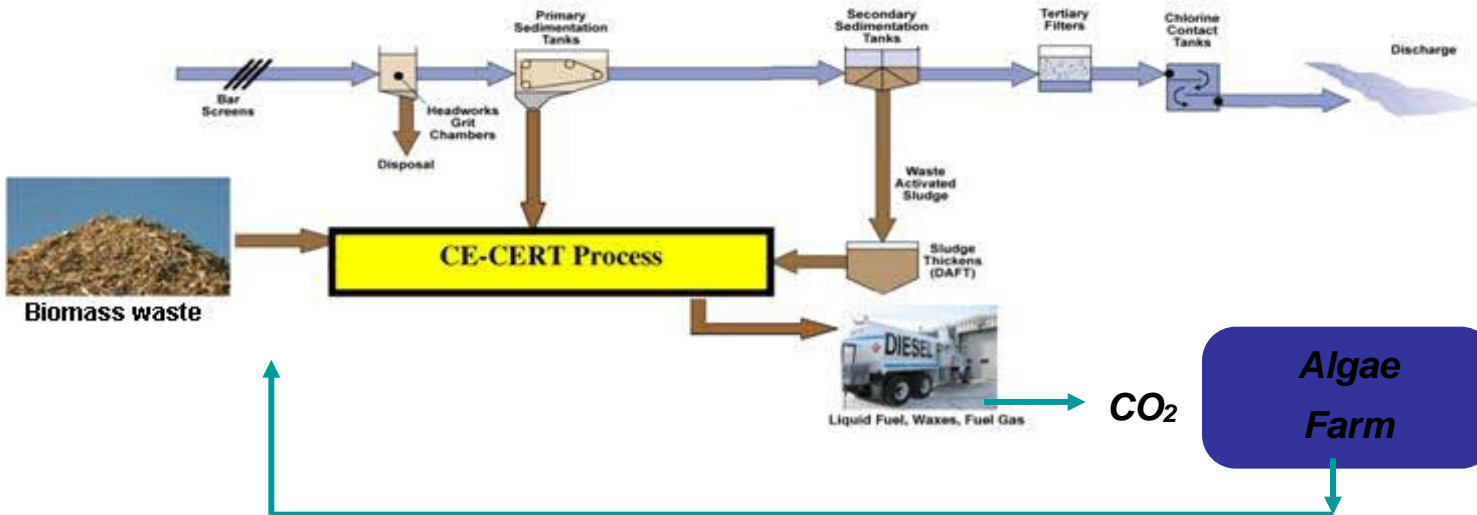 Primary
Sedimentation
Tanks
Secondary
Sedimentation
Tanks
Tertiary
Filters
Chlorine
Contact
Tanks
Discharge
Bar
Screens
Headworks
Grit
Chambers
Disposal
Waste
Activated
Sludge
CE-CERT Process
Sludge
Thickens
(DAFT)
Biomass waste
DIESEL F
Liquid Fuel, Waxes, Fuel Gas
CO2
Algae
Farm